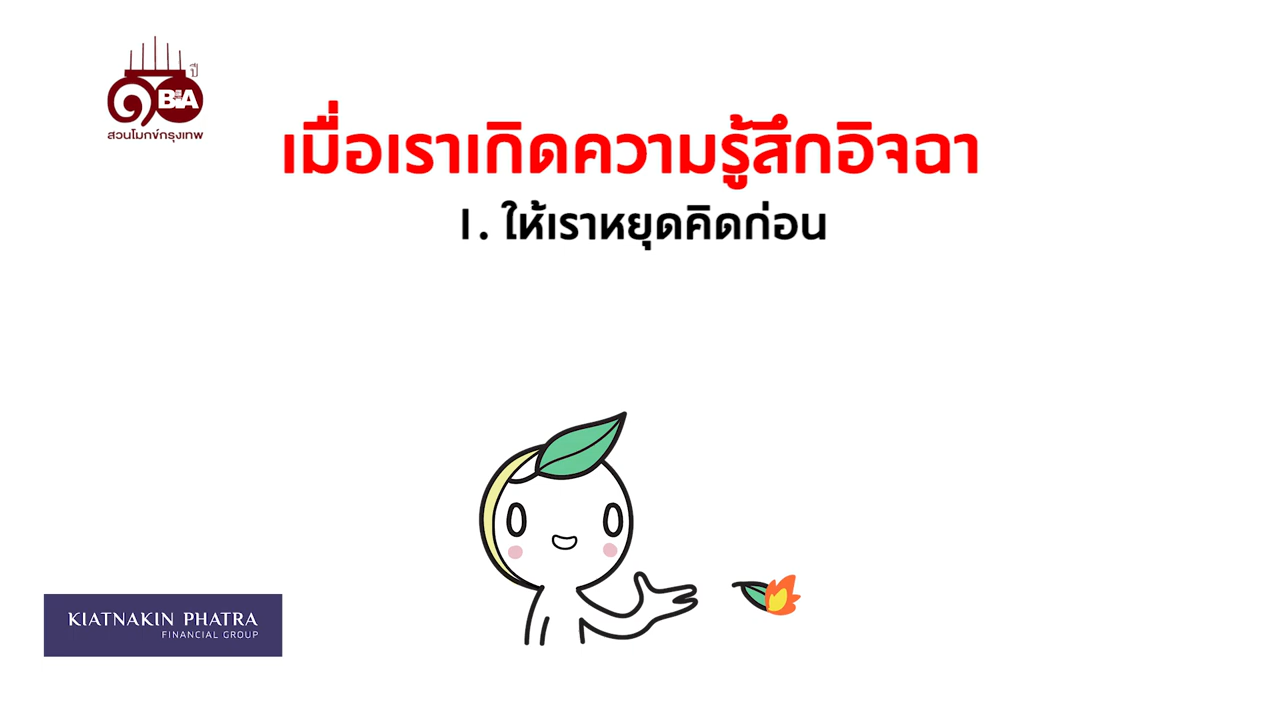 ๑๐ ปี
BIA
สวนโมกข์กรุงเทพ
เมื่อเราเกิดความรู้สึกอิจฉา
1. ให้เราหยุดคิดก่อน
KIATNAKIN PHATRA
FINANCIAL GROUP